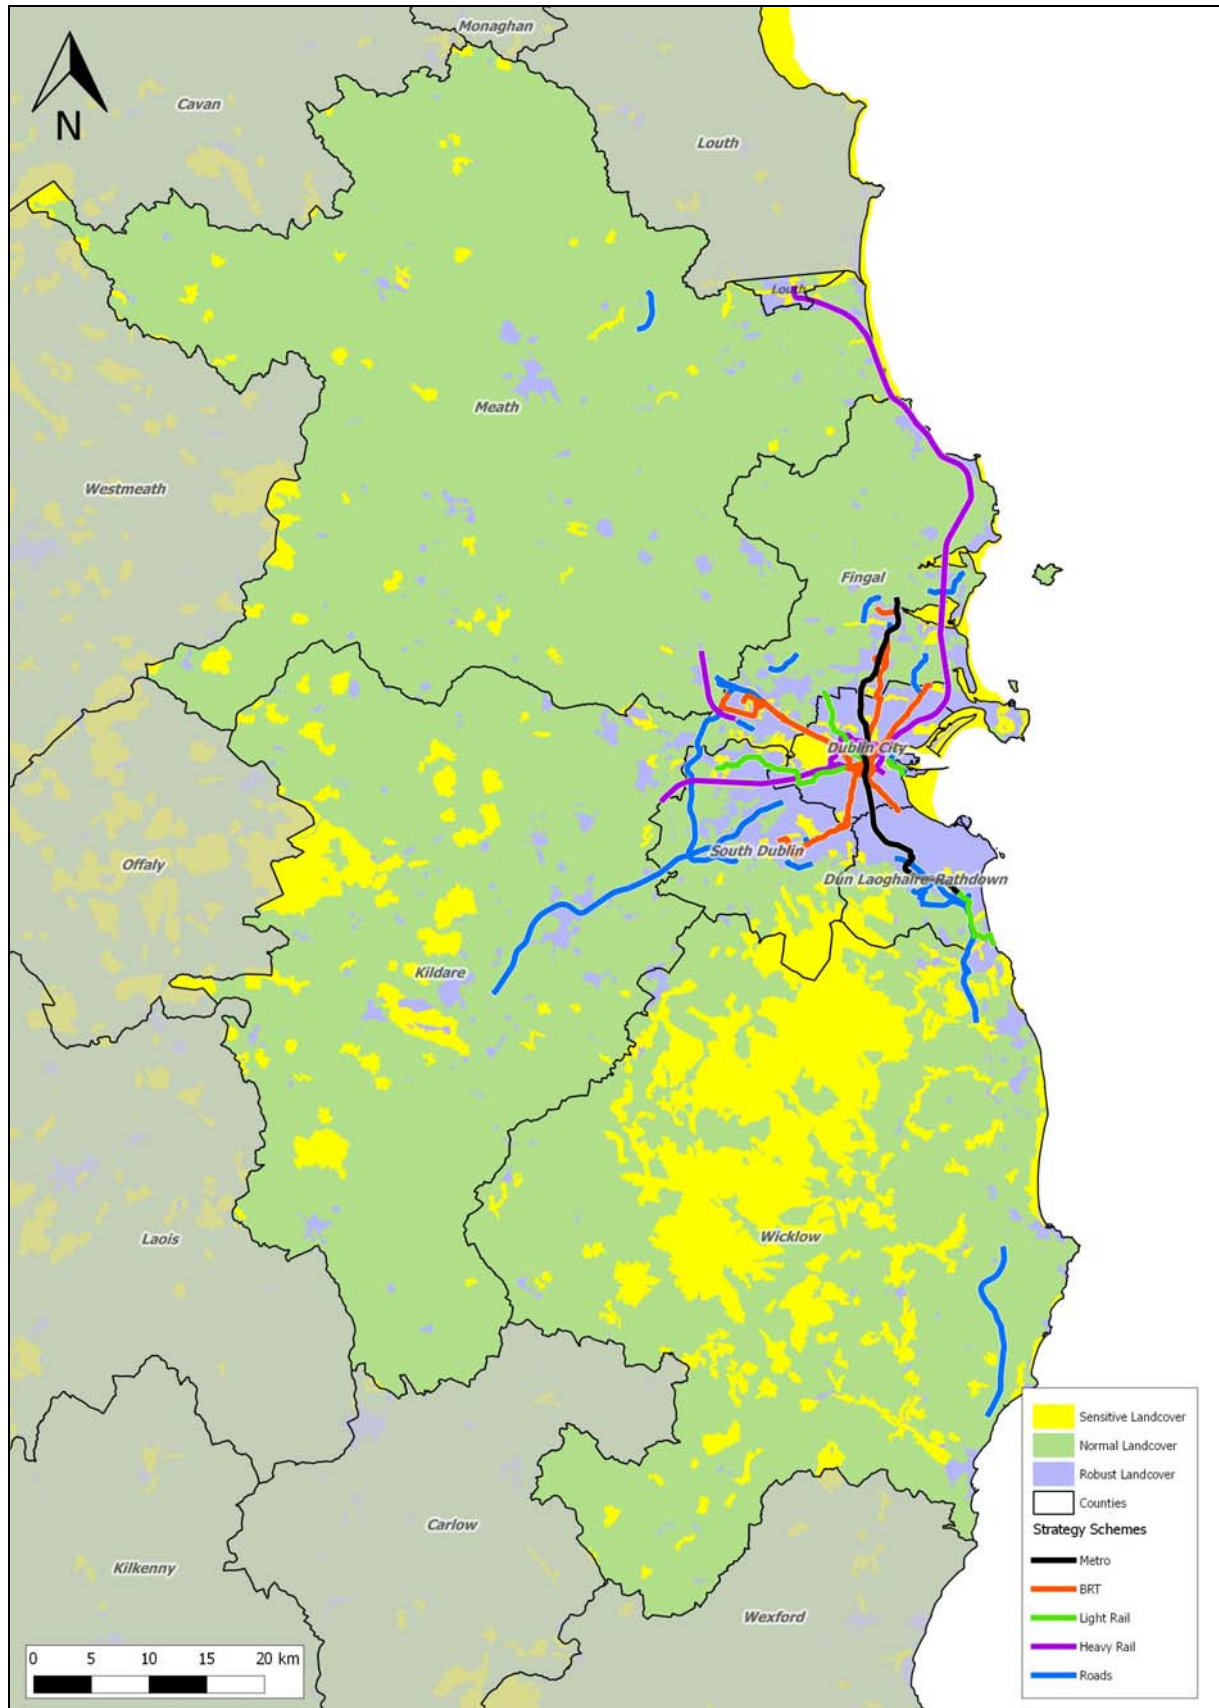 Monaghan
N
Cavan
Louth
Louth
Meath
Westmeath
Fingal
Dublin City
Offaly
South Dublin
Dún Laoghaire-Rathdown
Kildare
Laois
Wicklow
Carlow
Kilkenny
Wexford
Sensitive Landcover
Normal Landcover
Robust Landcover
Counties
Strategy Schemes
Metro
BRT
Light Rail
Heavy Rail
Roads
0 5 10 15 20 km